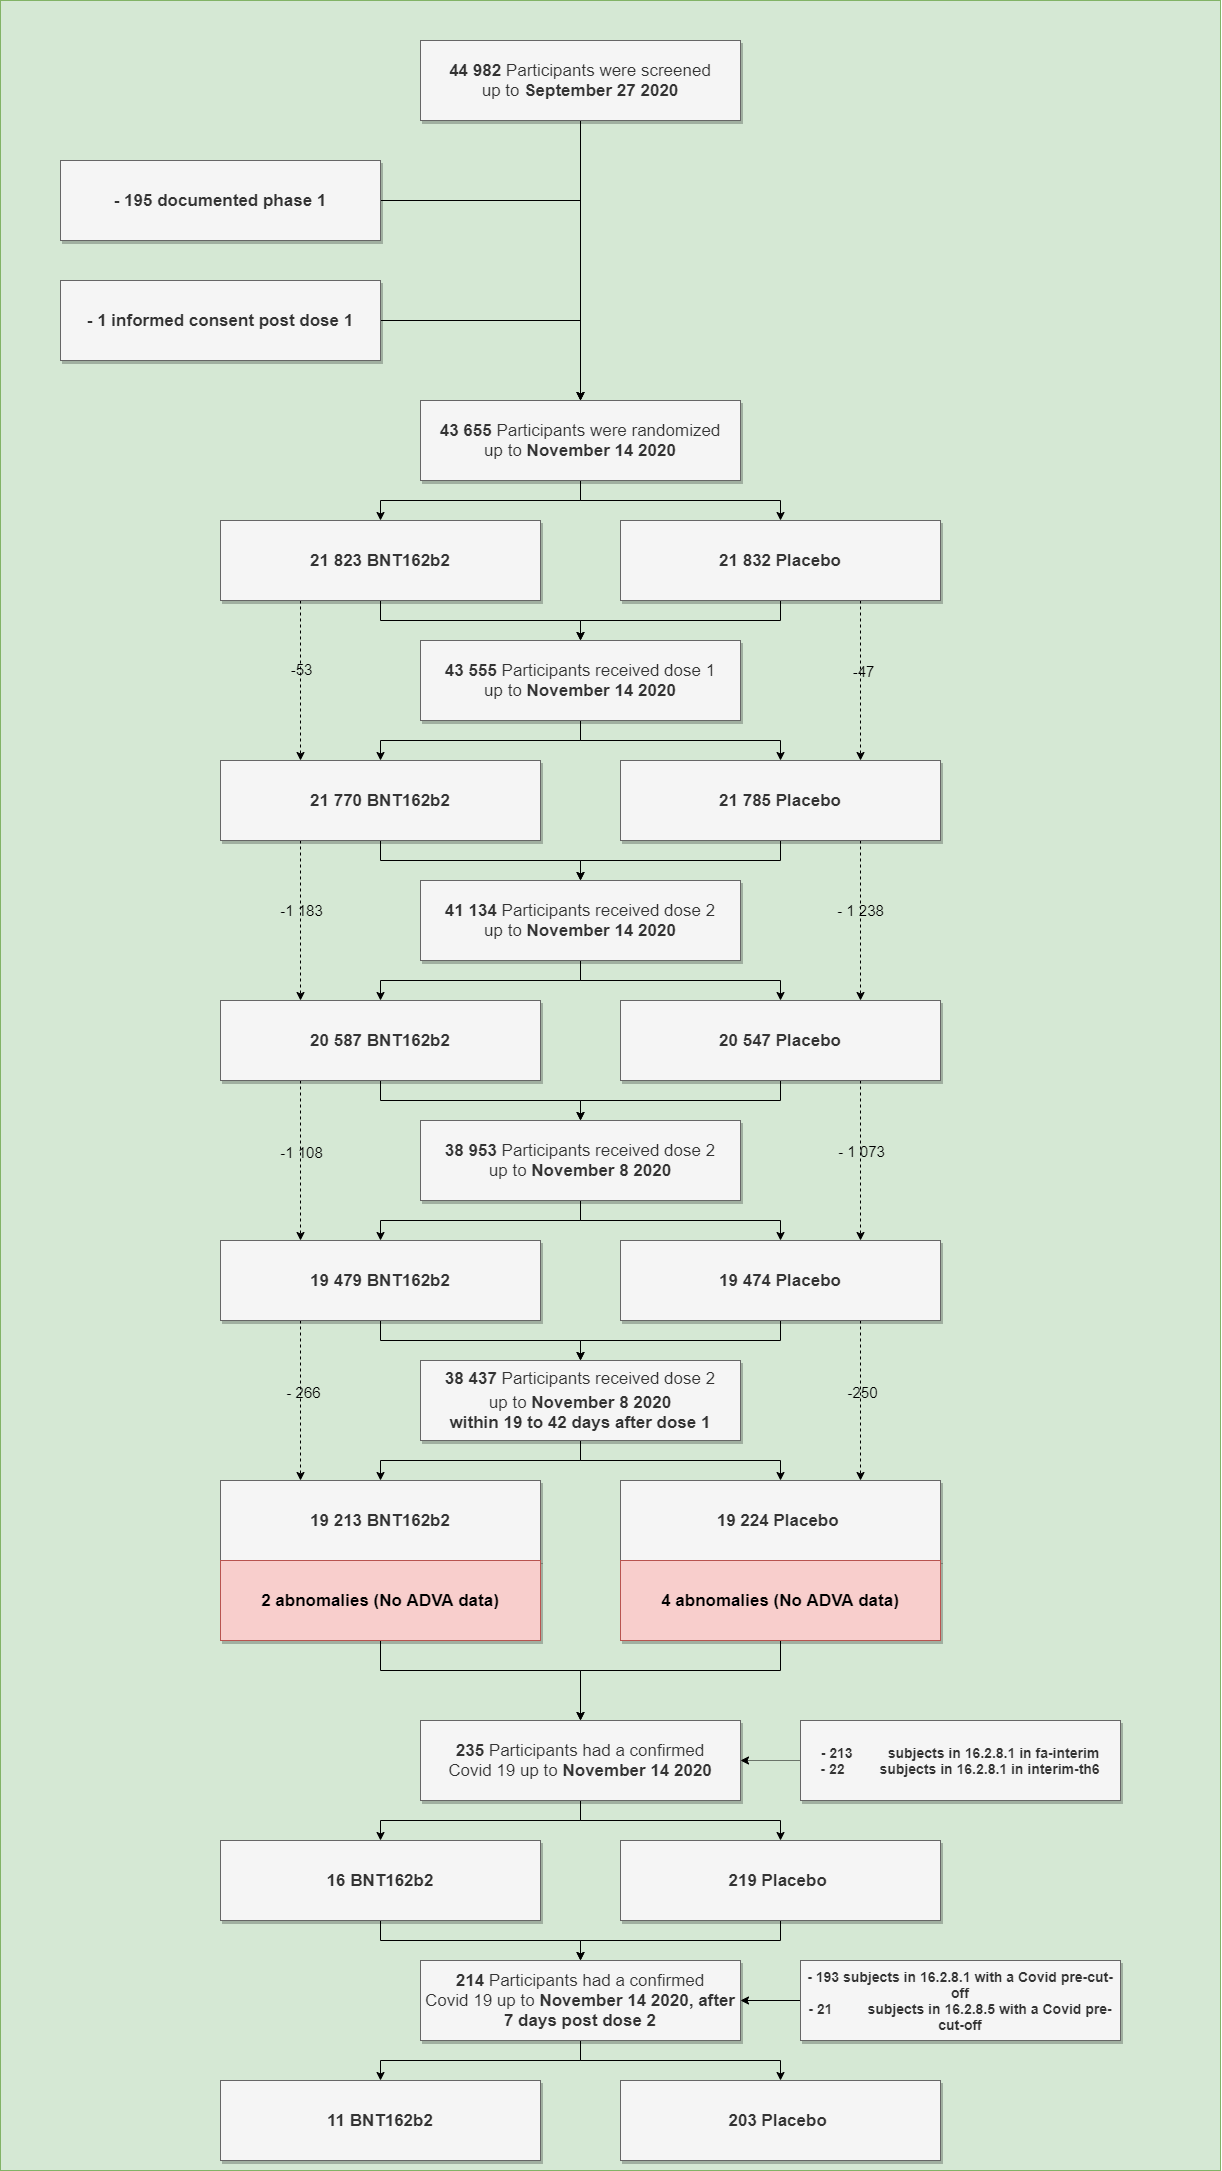 44 982 Participants were screened
up to September 27 2020
- 195 documented phase 1
- 1 informed consent post dose 1
43 655 Participants were randomized
up to November 14 2020
21 823 BNT162b2
21 832 Placebo
-53
43 555 Participants received dose 1
up to November 14 2020
-47
21 770 BNT162b2
21 785 Placebo
-1 183
41 134 Participants received dose 2
up to November 14 2020
- 1 238
20 587 BNT162b2
20 547 Placebo
-1 108
38 953 Participants received dose 2
up to November 8 2020
- 1 073
19 479 BNT162b2
19 474 Placebo
- 266
38 437 Participants received dose 2
up to November 8 2020
within 19 to 42 days after dose 1
-250
19 213 BNT162b2
19 224 Placebo
2 abnomalies (No ADVA data)
4 abnomalies (No ADVA data)
235 Participants had a confirmed
Covid 19 up to November 14 2020
- 213 subjects in 16.2.8.1 in fa-interim
- 22 subjects in 16.2.8.1 in interim-th6
16 BNT162b2
219 Placebo
214 Participants had a confirmed
Covid 19 up to November 14 2020, after
7 days post dose 2
- 193 subjects in 16.2.8.1 with a Covid pre-cut-
off
- 21 subjects in 16.2.8.5 with a Covid pre-
cut-off
11 BNT162b2
203 Placebo